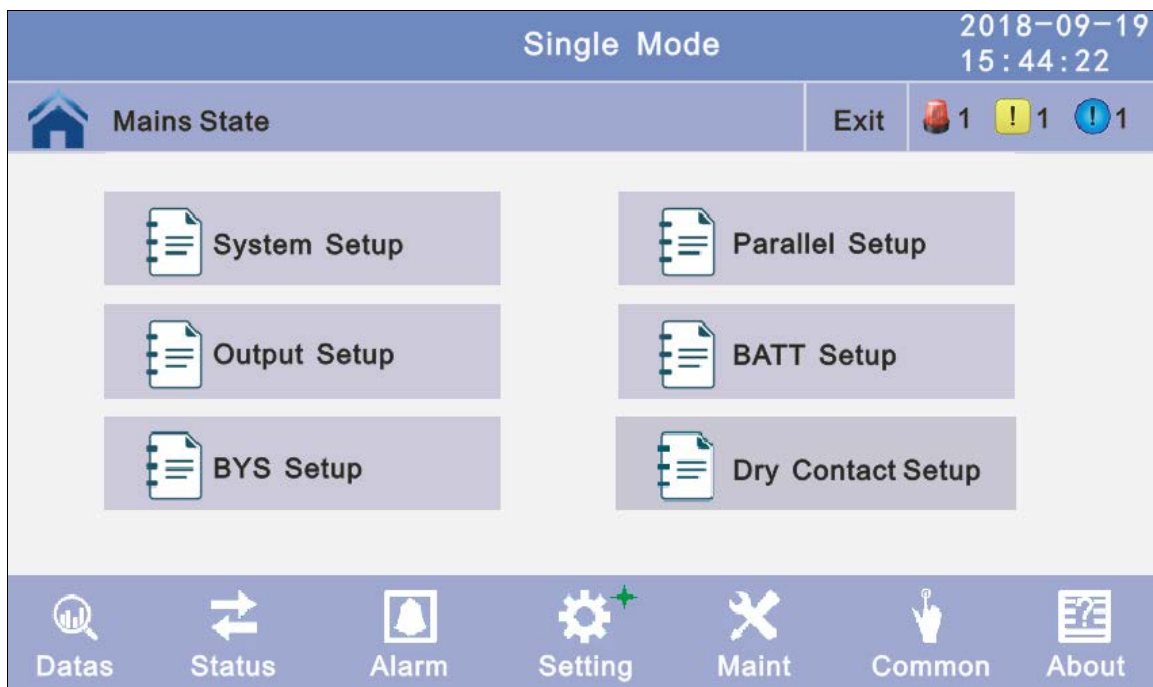 Single Mode
2018-09-19
15:44:22
Mains State
Exit
1
! 1
! 1
System Setup
Parallel Setup
Output Setup
BATT Setup
BYS Setup
Dry Contact Setup
?
Datas
Status
Alarm
Setting
Maint
Common
About